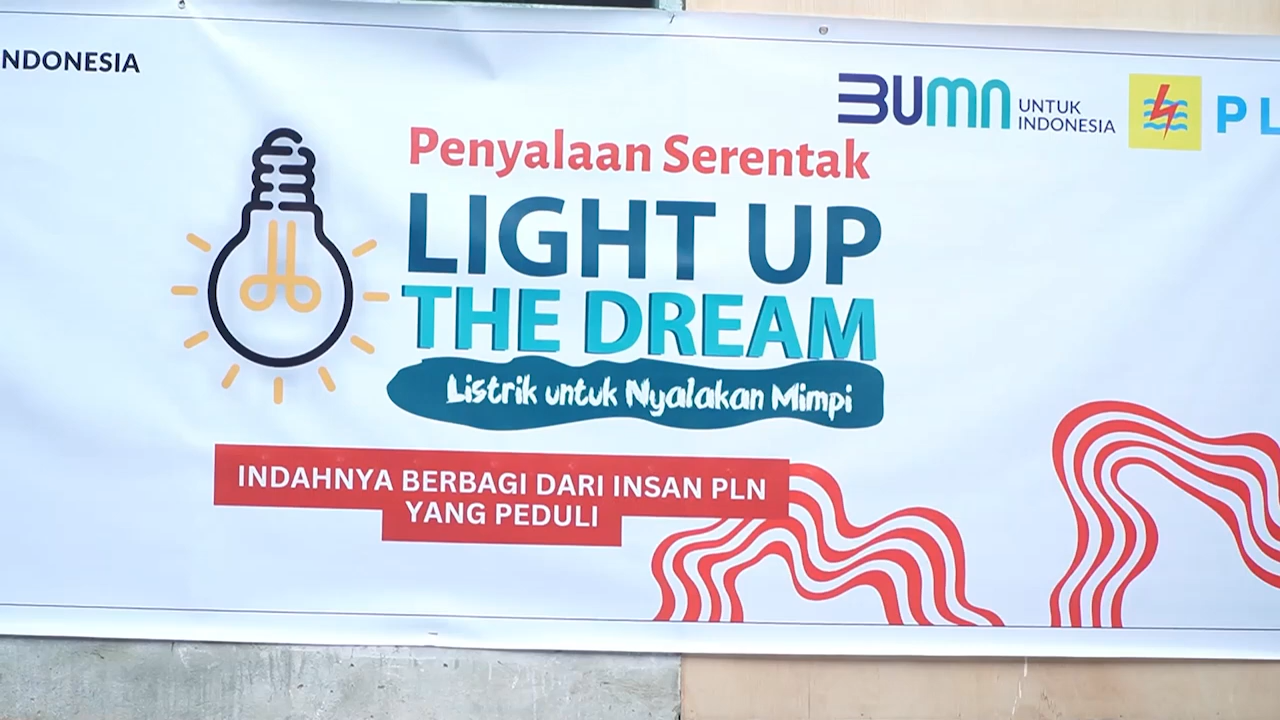 NDONESIA
BUMN UNTUK
INDONESIA
PL
Penyalaan Serentak
LIGHT UP
THE DREAM
Listrik untuk Nyalakan Mimpi
INDAHNYA BERBAGI DARI INSAN PLN
YANG PEDULI